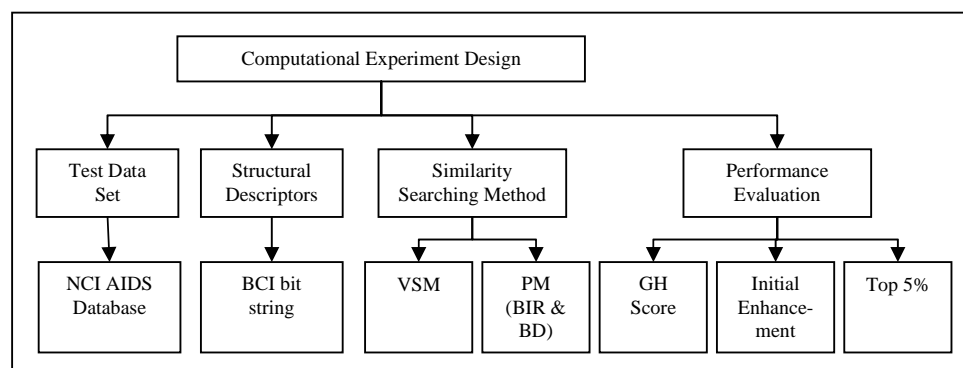 Computational Experiment Design
Test Data
Set
Structural
Descriptors
Similarity
Searching Method
Performance
Evaluation
NCI AIDS
Database
BCI bit
string
VSM
PM
(BIR &
BD)
GH
Score
Initial
Enhance-
ment
Top 5%